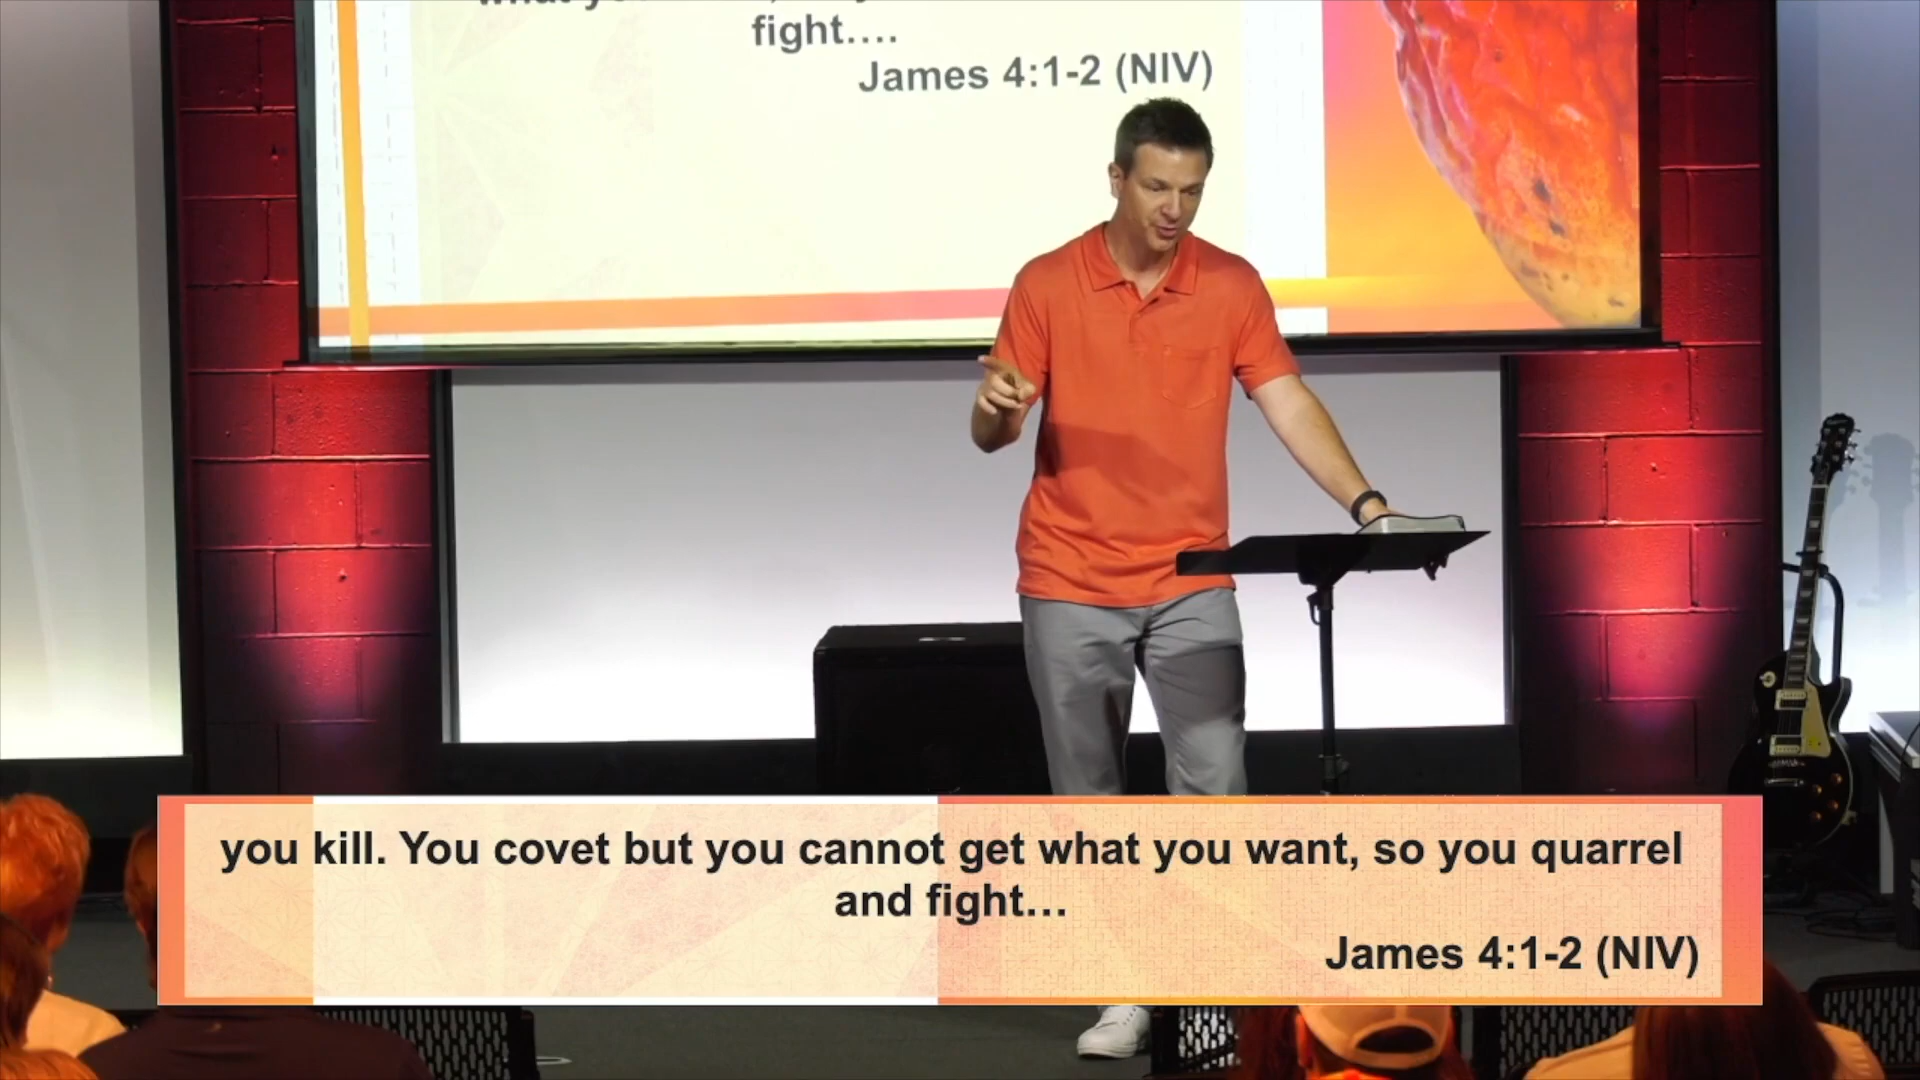 fight....
James 4:1-2 (NIV)
you kill. You covet but you cannot get what you want, so you quarrel
and fight...
James 4:1-2 (NIV)